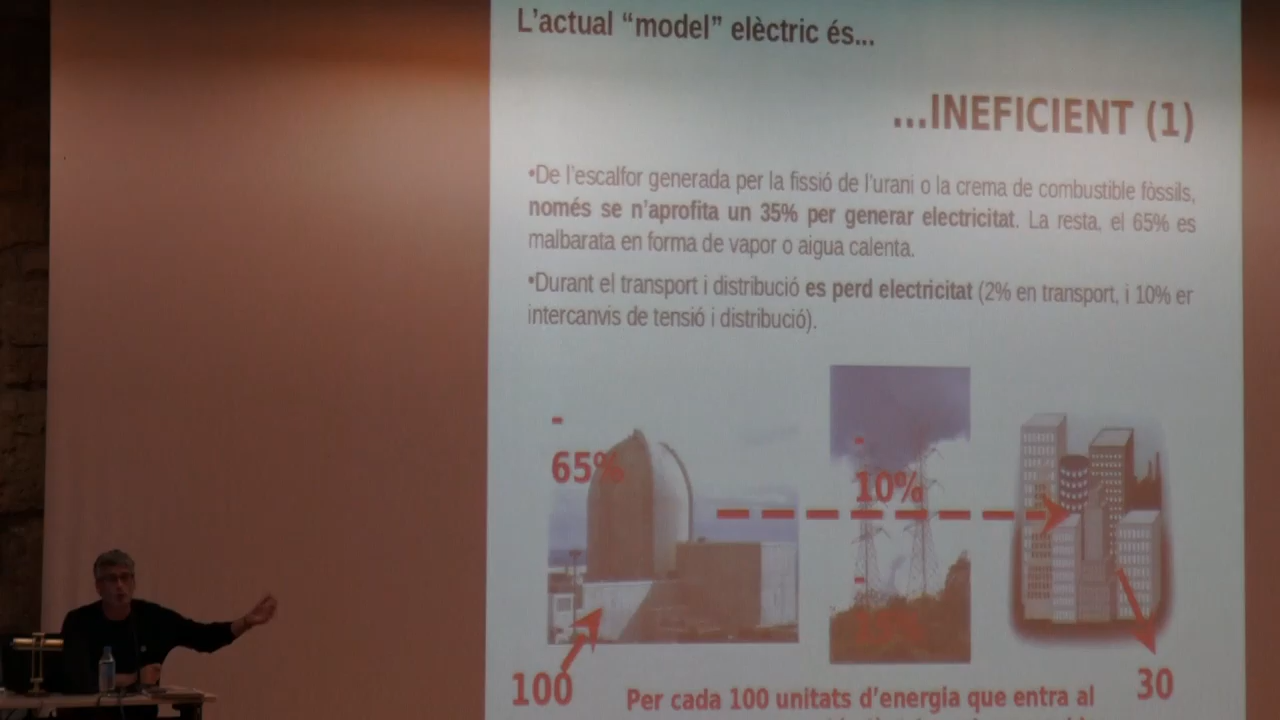 L'actual “model” elèctric és...
...INEFICIENT (1)
•De l'escalfor generada per la fissió de l'urani o la crema de combustible fòssils,
només se n'aprofita un 35% per generar electricitat. La resta, el 65% es
malbarata en forma de vapor o aigua calenta.
•Durant el transport i distribució es perd electricitat (2% en transport, i 10% er
intercanvis de tensió i distribució).
-
65%
-
10%
-
15%
100
30
Per cada 100 unitats d'energia que entra al